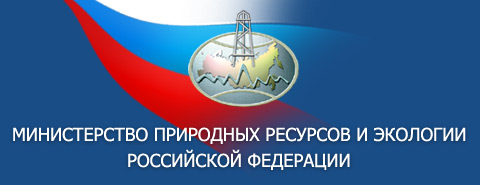 МИНИСТЕРСТВО ПРИРОДНЫХ РЕСУРСОВ И ЭКОЛОГИИ
РОССИЙСКОЙ ФЕДЕРАЦИИ